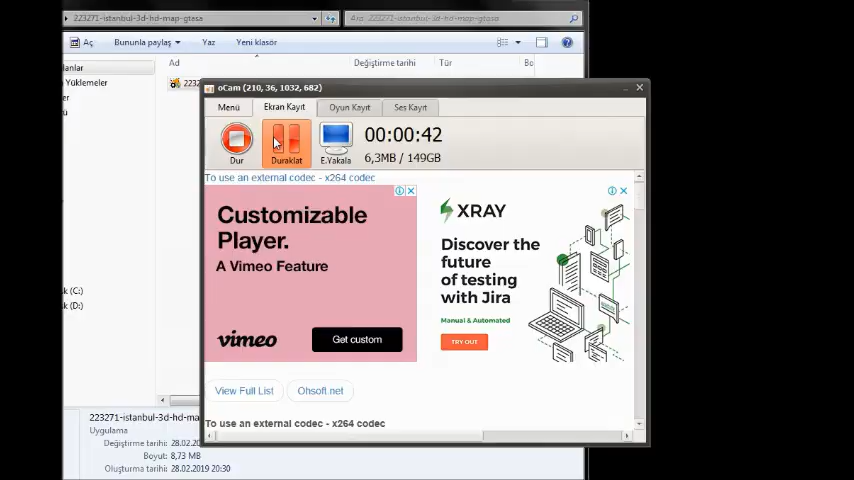 223271-istanbul-3d-hd-map-gtasa
Ara: 223271-istanbul-3d-hd-map-gtasa
Aç
Bununla paylaş
Yaz
Yeni klasör
Ad
Değiştirme tarihi
Tür
Bo
anlar
Yüklemeler
er
223
k (C:)
k (D:)
oCam (210, 36, 1032, 682)
Menü
Ekran Kayıt
Oyun Kayıt
Ses Kayıt
Dur
Duraklat
E.Yakala
00:00:42
6,3MB / 149GB
To use an external codec - x264 codec
Customizable
Player.
A Vimeo Feature
vimeo
Get custom
XRAY
Discover the
future
of testing
with Jira
Manual & Automated
TRY OUT
View Full List
Ohsoft.net
To use an external codec - x264 codec
223271-istanbul-3d-hd-ma
Uygulama
Değiştirme tarihi: 28.02
Boyut: 8,73 MB
Oluşturma tarihi: 28.02.2019 20:30